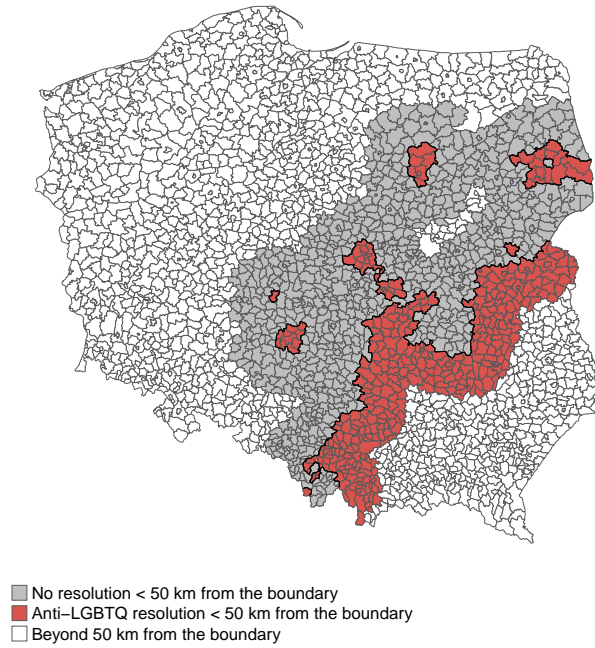 No resolution < 50 km from the boundary
Anti−LGBTQ resolution < 50 km from the boundary
Beyond 50 km from the boundary